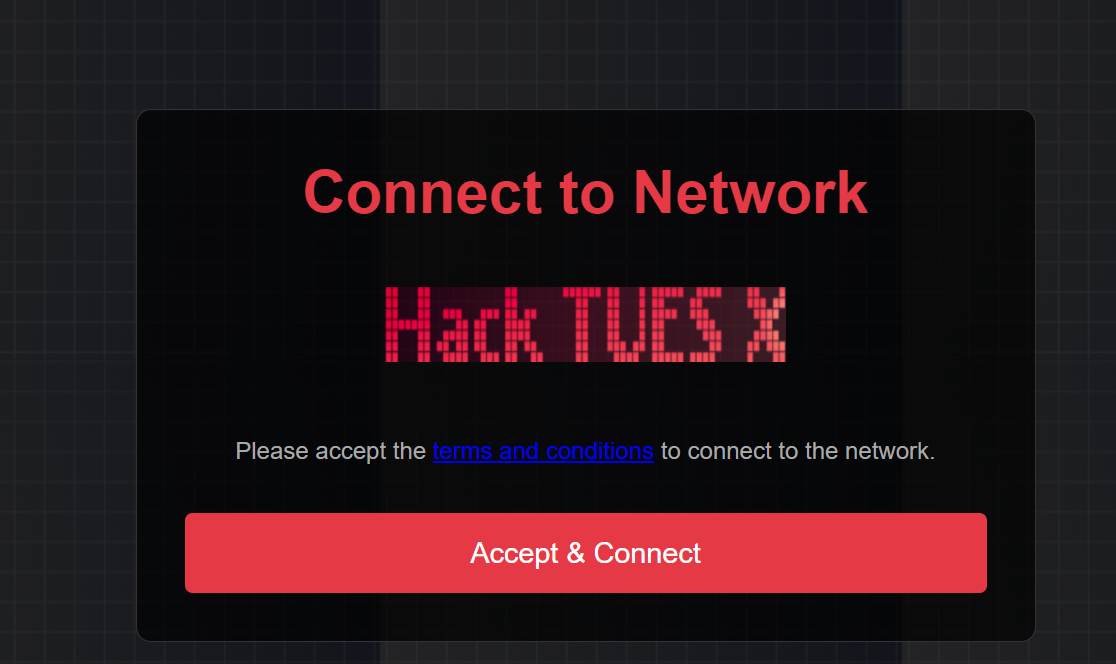 Connect to Network
Hack TUES X
Please accept the terms and conditions to connect to the network.
Accept & Connect